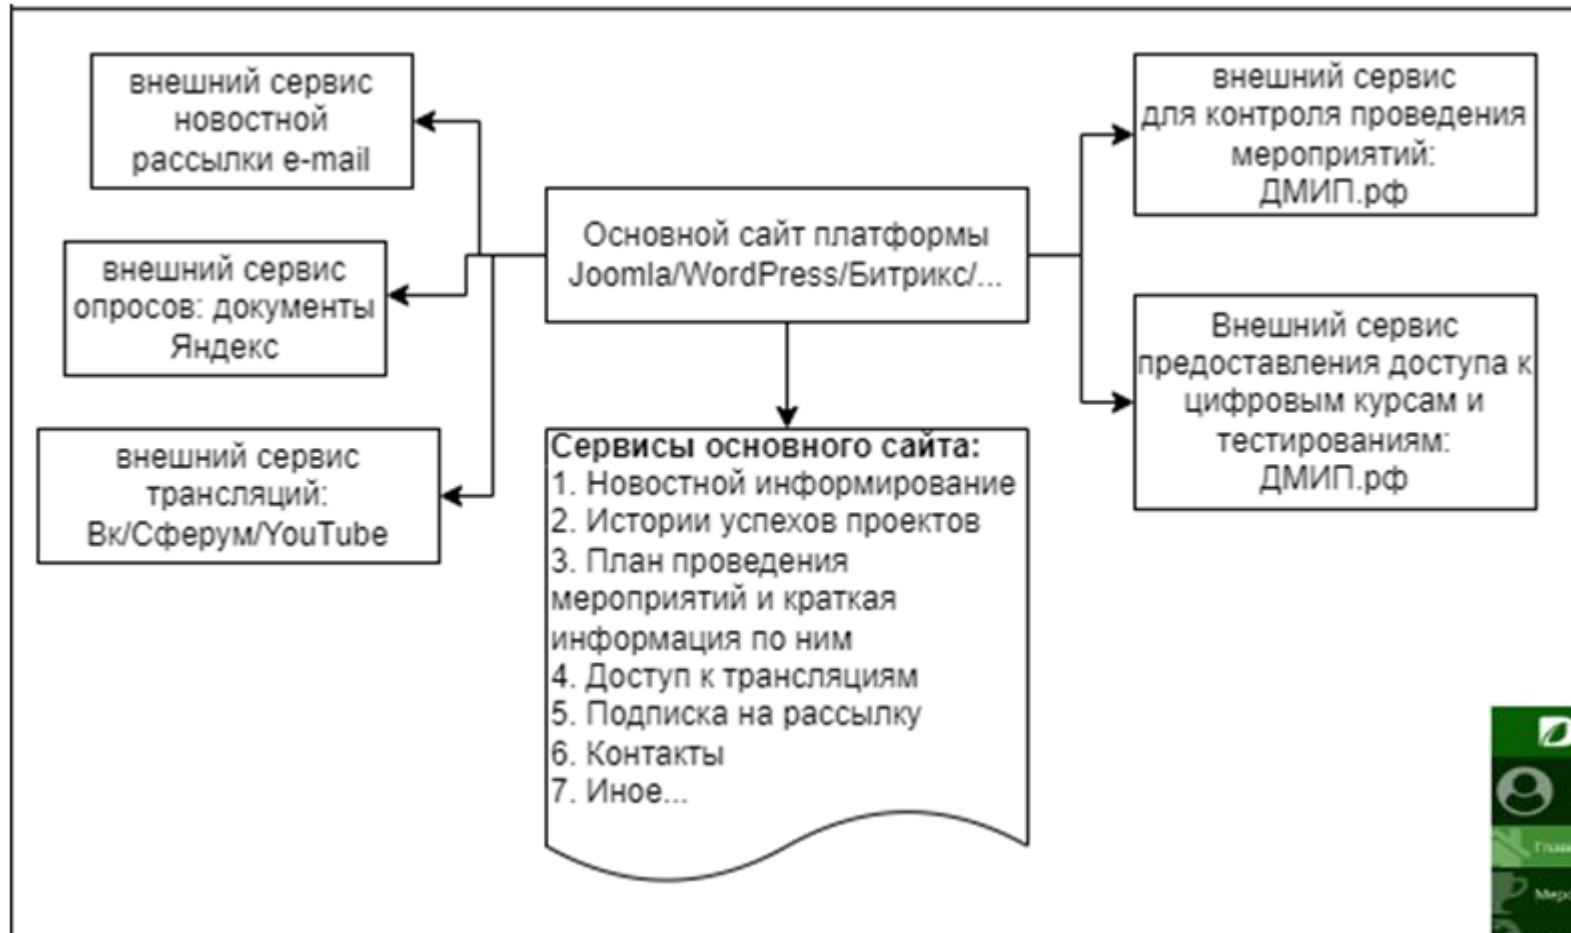 внешний сервис
новостной
рассылки e-mail
внешний сервис
опросов: документы
Яндекс
внешний сервис
трансляций:
Вк/Сферум/YouTube
Основной сайт платформы
Joomla/WordPress/Битрикс/...
Сервисы основного сайта:
1. Новостной информирование
2. Истории успехов проектов
3. План проведения
мероприятий и краткая
информация по ним
4. Доступ к трансляциям
5. Подписка на рассылку
6. Контакты
7. Иное...
внешний сервис
для контроля проведения
мероприятий:
ДМИП.рф
Внешний сервис
предоставления доступа к
цифровым курсам и
тестированиям:
ДМИП.рф